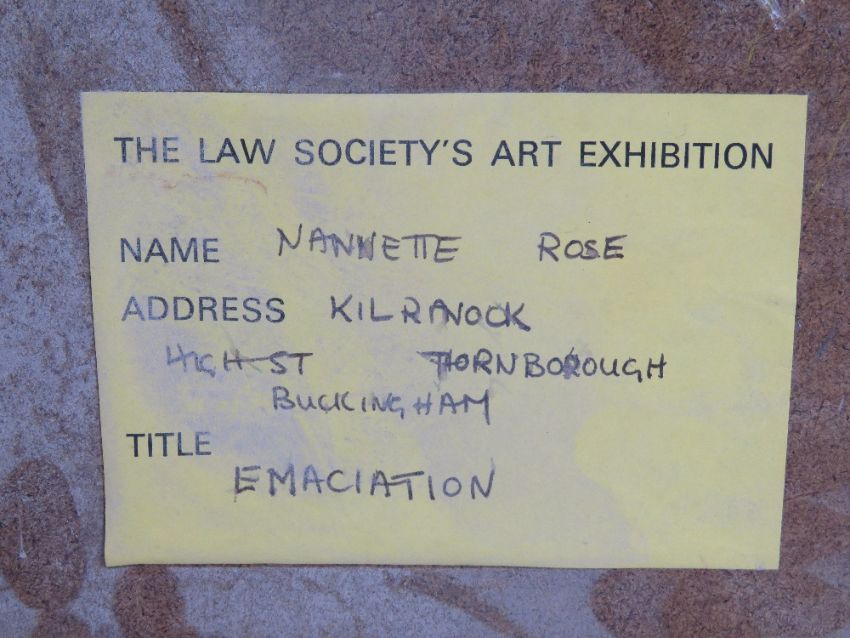 THE LAW SOCIETY'S ART EXHIBITION
NAME NANNETTE ROSE
ADDRESS KILRANOCK
HIGH ST THORNBOROUGH
BUCKINGHAM
TITLE
EMACIATION